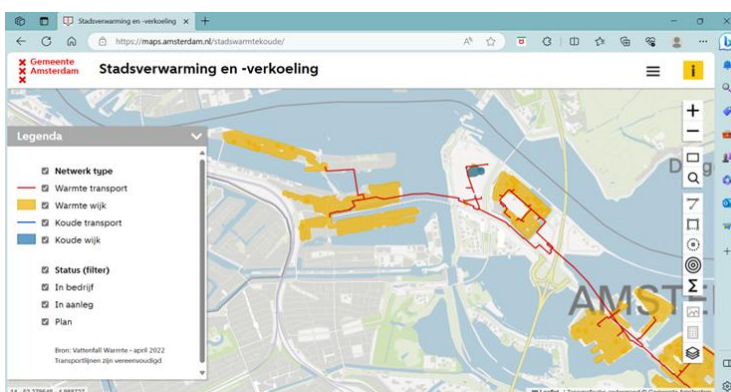 Stadsverwarming en -verkoeling
https://maps.amsterdam.nl/stadswarmtekoude/
Gemeente
Amsterdam
Stadsverwarming en -verkoeling
i
Legenda
Netwerk type
Warmte transport
Warmte wijk
Koude transport
Koude wijk
Status (filter)
In bedrijf
In aanleg
Plan
Bron: Vattenfall Warmte - april 2022
Transportlijnen zijn vereenvoudigd
AMSTE